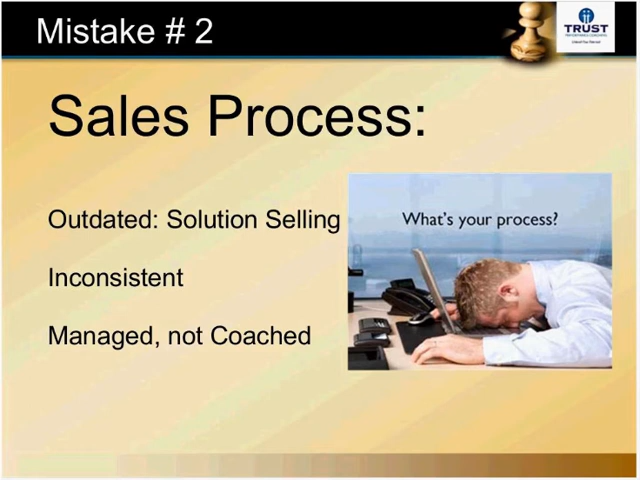 Mistake # 2
TRUST
Sales Process:
Outdated: Solution Selling
What's your process?
Inconsistent
Managed, not Coached